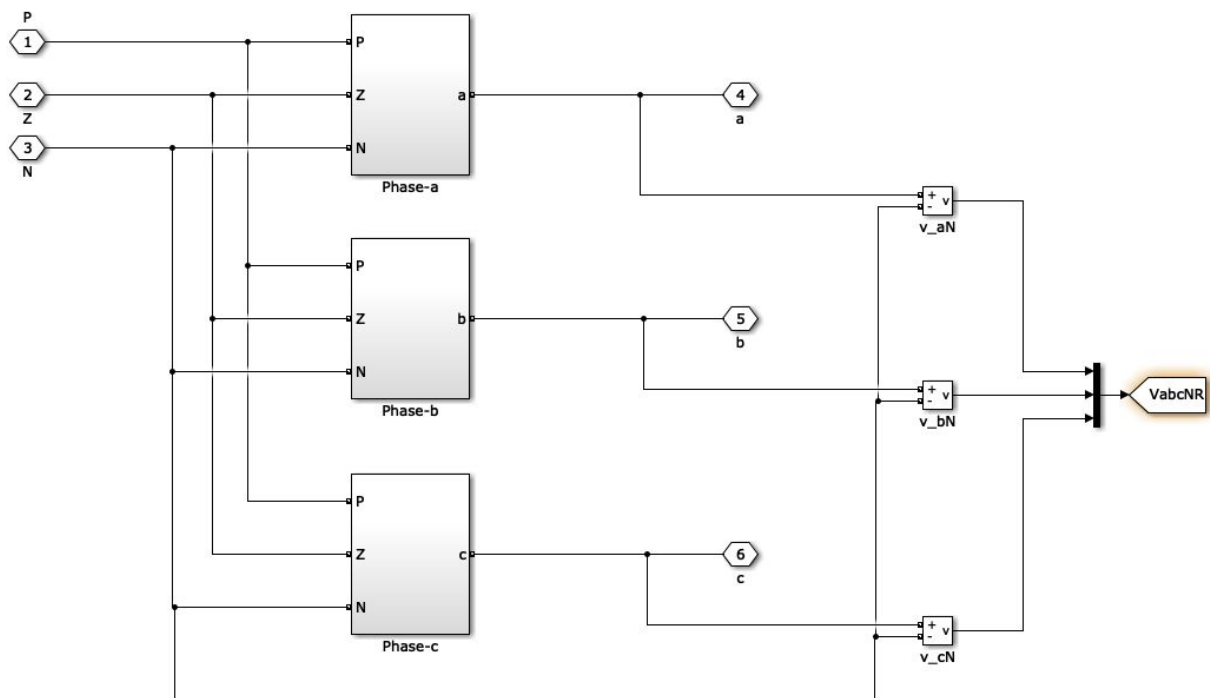 P
1
2
Z
3
N
P
Z
N
a
Phase-a
4
a
+
-
v
v_aN
P
Z
N
b
Phase-b
5
b
+
-
v
v_bN
VabcNR
P
Z
N
c
Phase-c
6
c
+
-
v
v_cN